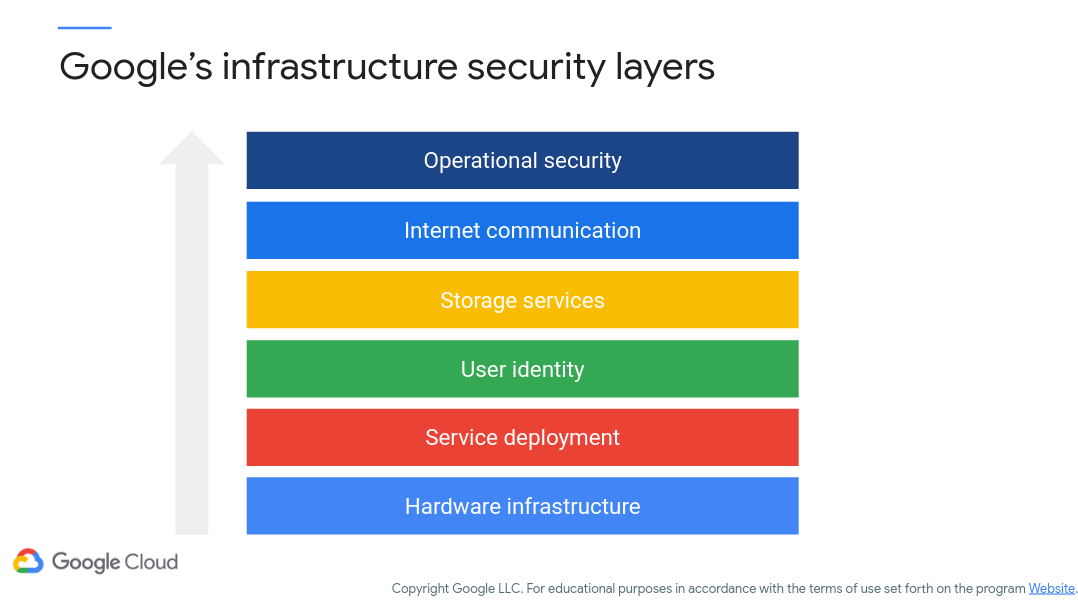 Google’s infrastructure security layers
Operational security
Internet communication
Storage services
User identity
Service deployment
Hardware infrastructure
Google Cloud
Copyright Google LLC. For educational purposes in accordance with the terms of use set forth on the program Website.